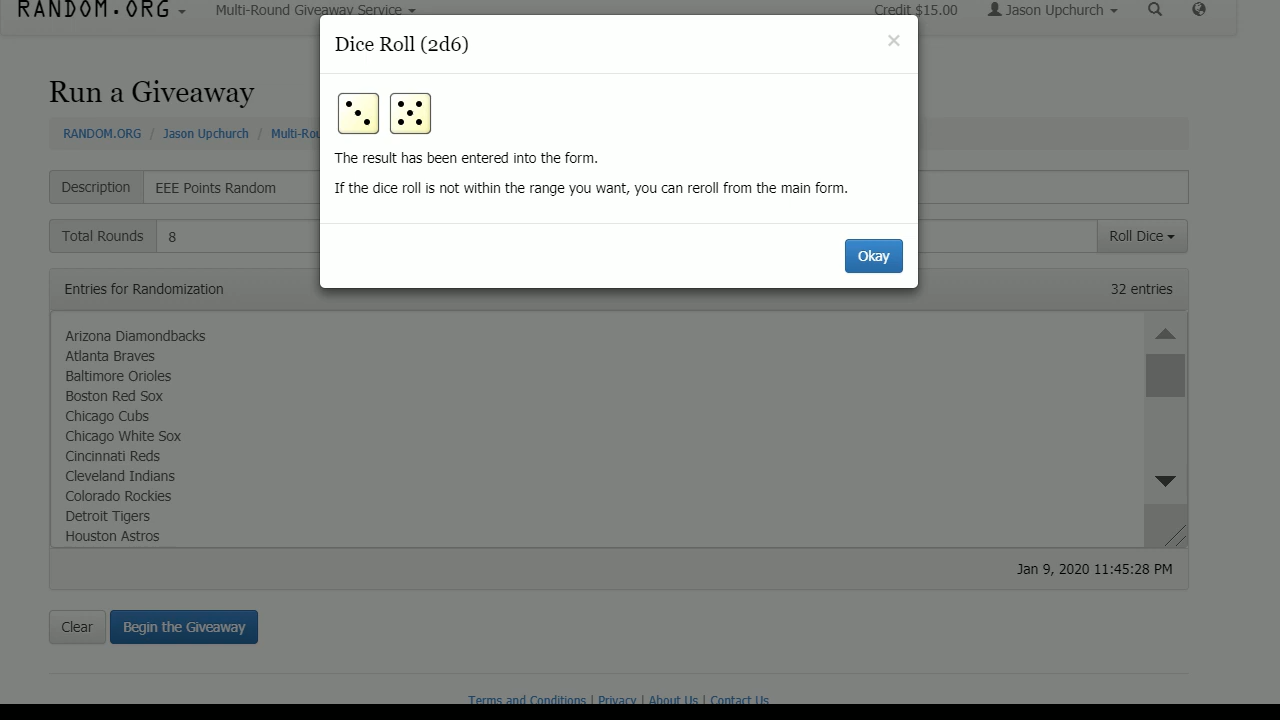 RANDOM.ORG
Multi-Round Giveaway Service
Credit $15.00
Jason Upchurch
Dice Roll (2d6)
×
The result has been entered into the form.
If the dice roll is not within the range you want, you can reroll from the main form.
Okay
Run a Giveaway
RANDOM.ORG / Jason Upchurch /
Description EEE Points Random
Total Rounds 8 Roll Dice
Entries for Randomization 32 entries
Arizona Diamondbacks
Atlanta Braves
Baltimore Orioles
Boston Red Sox
Chicago Cubs
Chicago White Sox
Cincinnati Reds
Cleveland Indians
Colorado Rockies
Detroit Tigers
Houston Astros
Jan 9, 2020 11:45:28 PM
Clear Begin the Giveaway
Terms and Conditions | Privacy | About Us | Contact Us